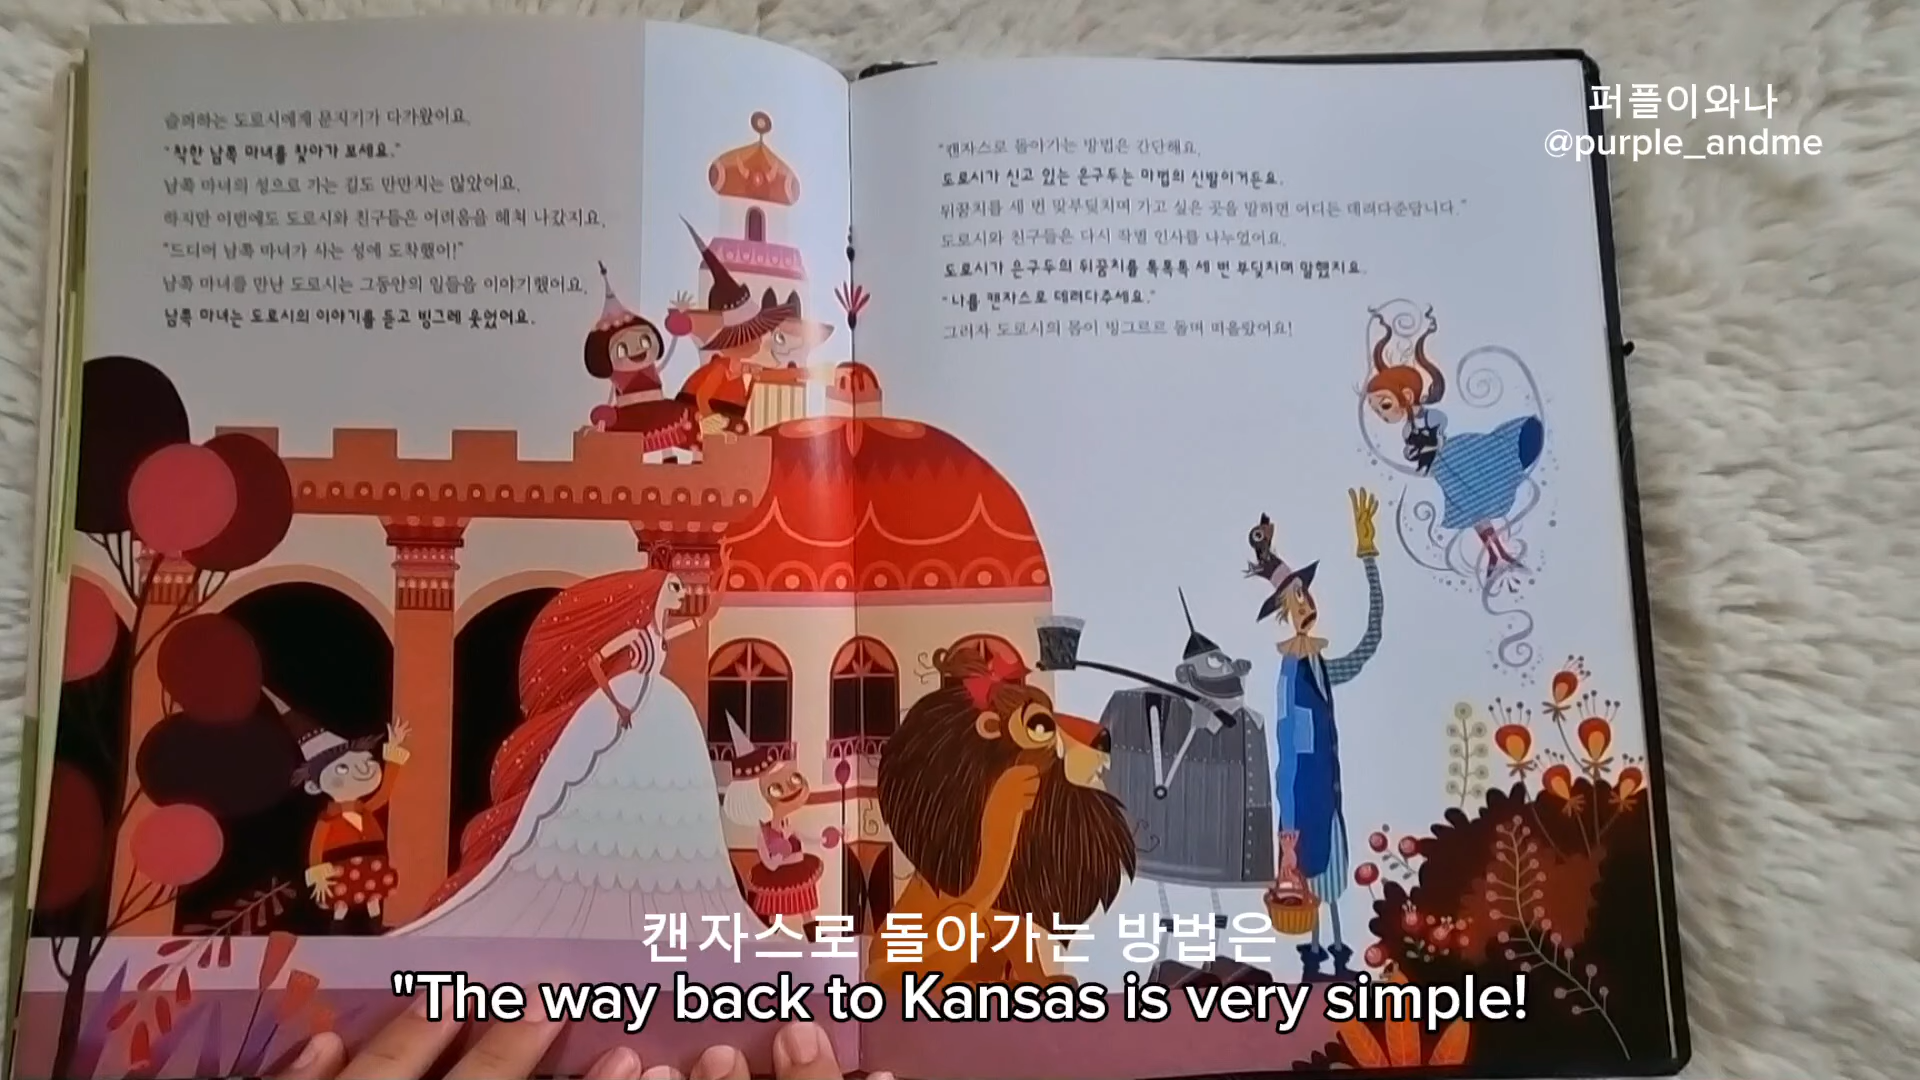 슬퍼하는 도로시에게 문지기가 다가왔어요.
"착한 남쪽 마녀를 찾아가 보세요."
남쪽 마녀의 성으로 가는 길도 만만치는 않았어요.
하지만 이번에도 도로시와 친구들은 어려움을 헤쳐 나갔지요.
"드디어 남쪽 마녀가 사는 성에 도착했어!"
남쪽 마녀를 만난 도로시는 그동안의 일들을 이야기했어요.
남쪽 마녀는 도로시의 이야기를 듣고 빙그레 웃었어요.
"캔자스로 돌아가는 방법은 간단해요.
도로시가 신고 있는 은구두는 마법의 신발이거든요.
뒤꿈치를 세 번 맞부딪치며 가고 싶은 곳을 말하면 어디든 데려다준답니다."
도로시와 친구들은 다시 작별 인사를 나누었어요.
도로시가 은구두의 뒤꿈치를 톡톡톡 세 번 부딪치며 말했지요.
"나를 캔자스로 데려다주세요."
그러자 도로시의 몸이 빙그르르 돌며 떠올랐어요!
퍼플이와나
@purple_andme
캔자스로 돌아가는 방법은
"The way back to Kansas is very simple!